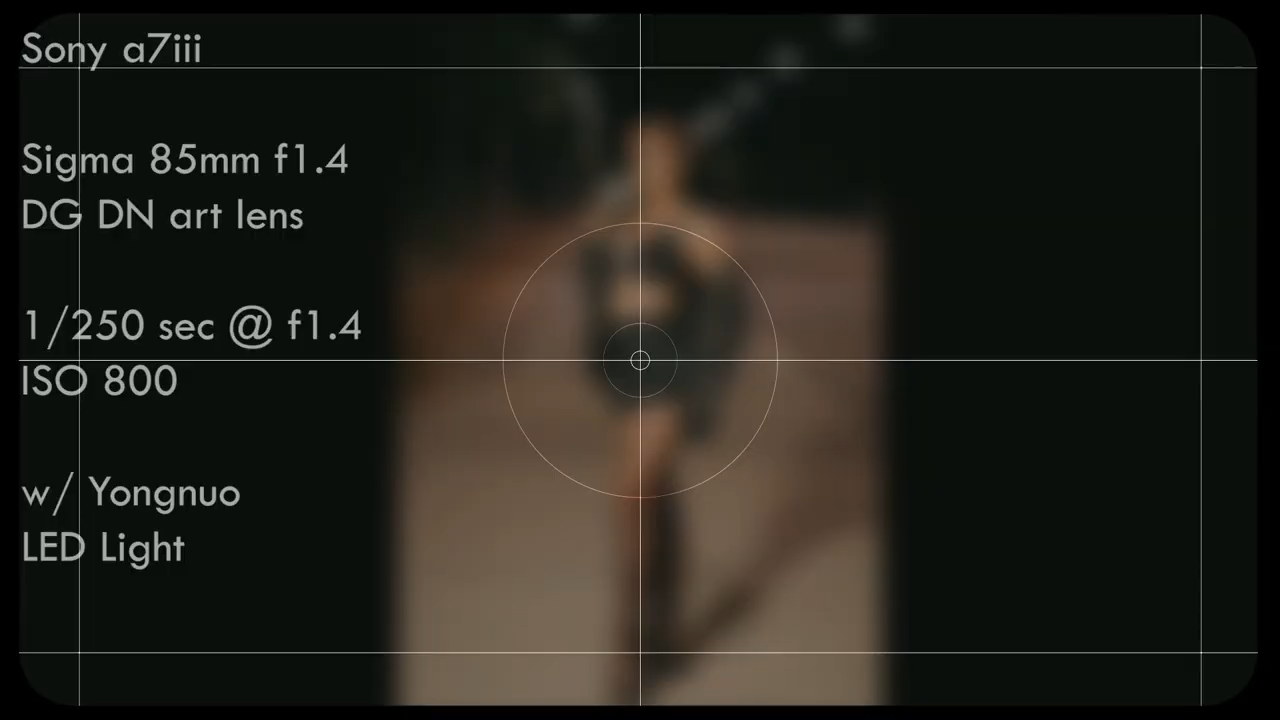 Sony a7iii
Sigma 85mm f1.4
DG DN art lens
1/250 sec @ f1.4
ISO 800
w/ Yongnuo
LED Light